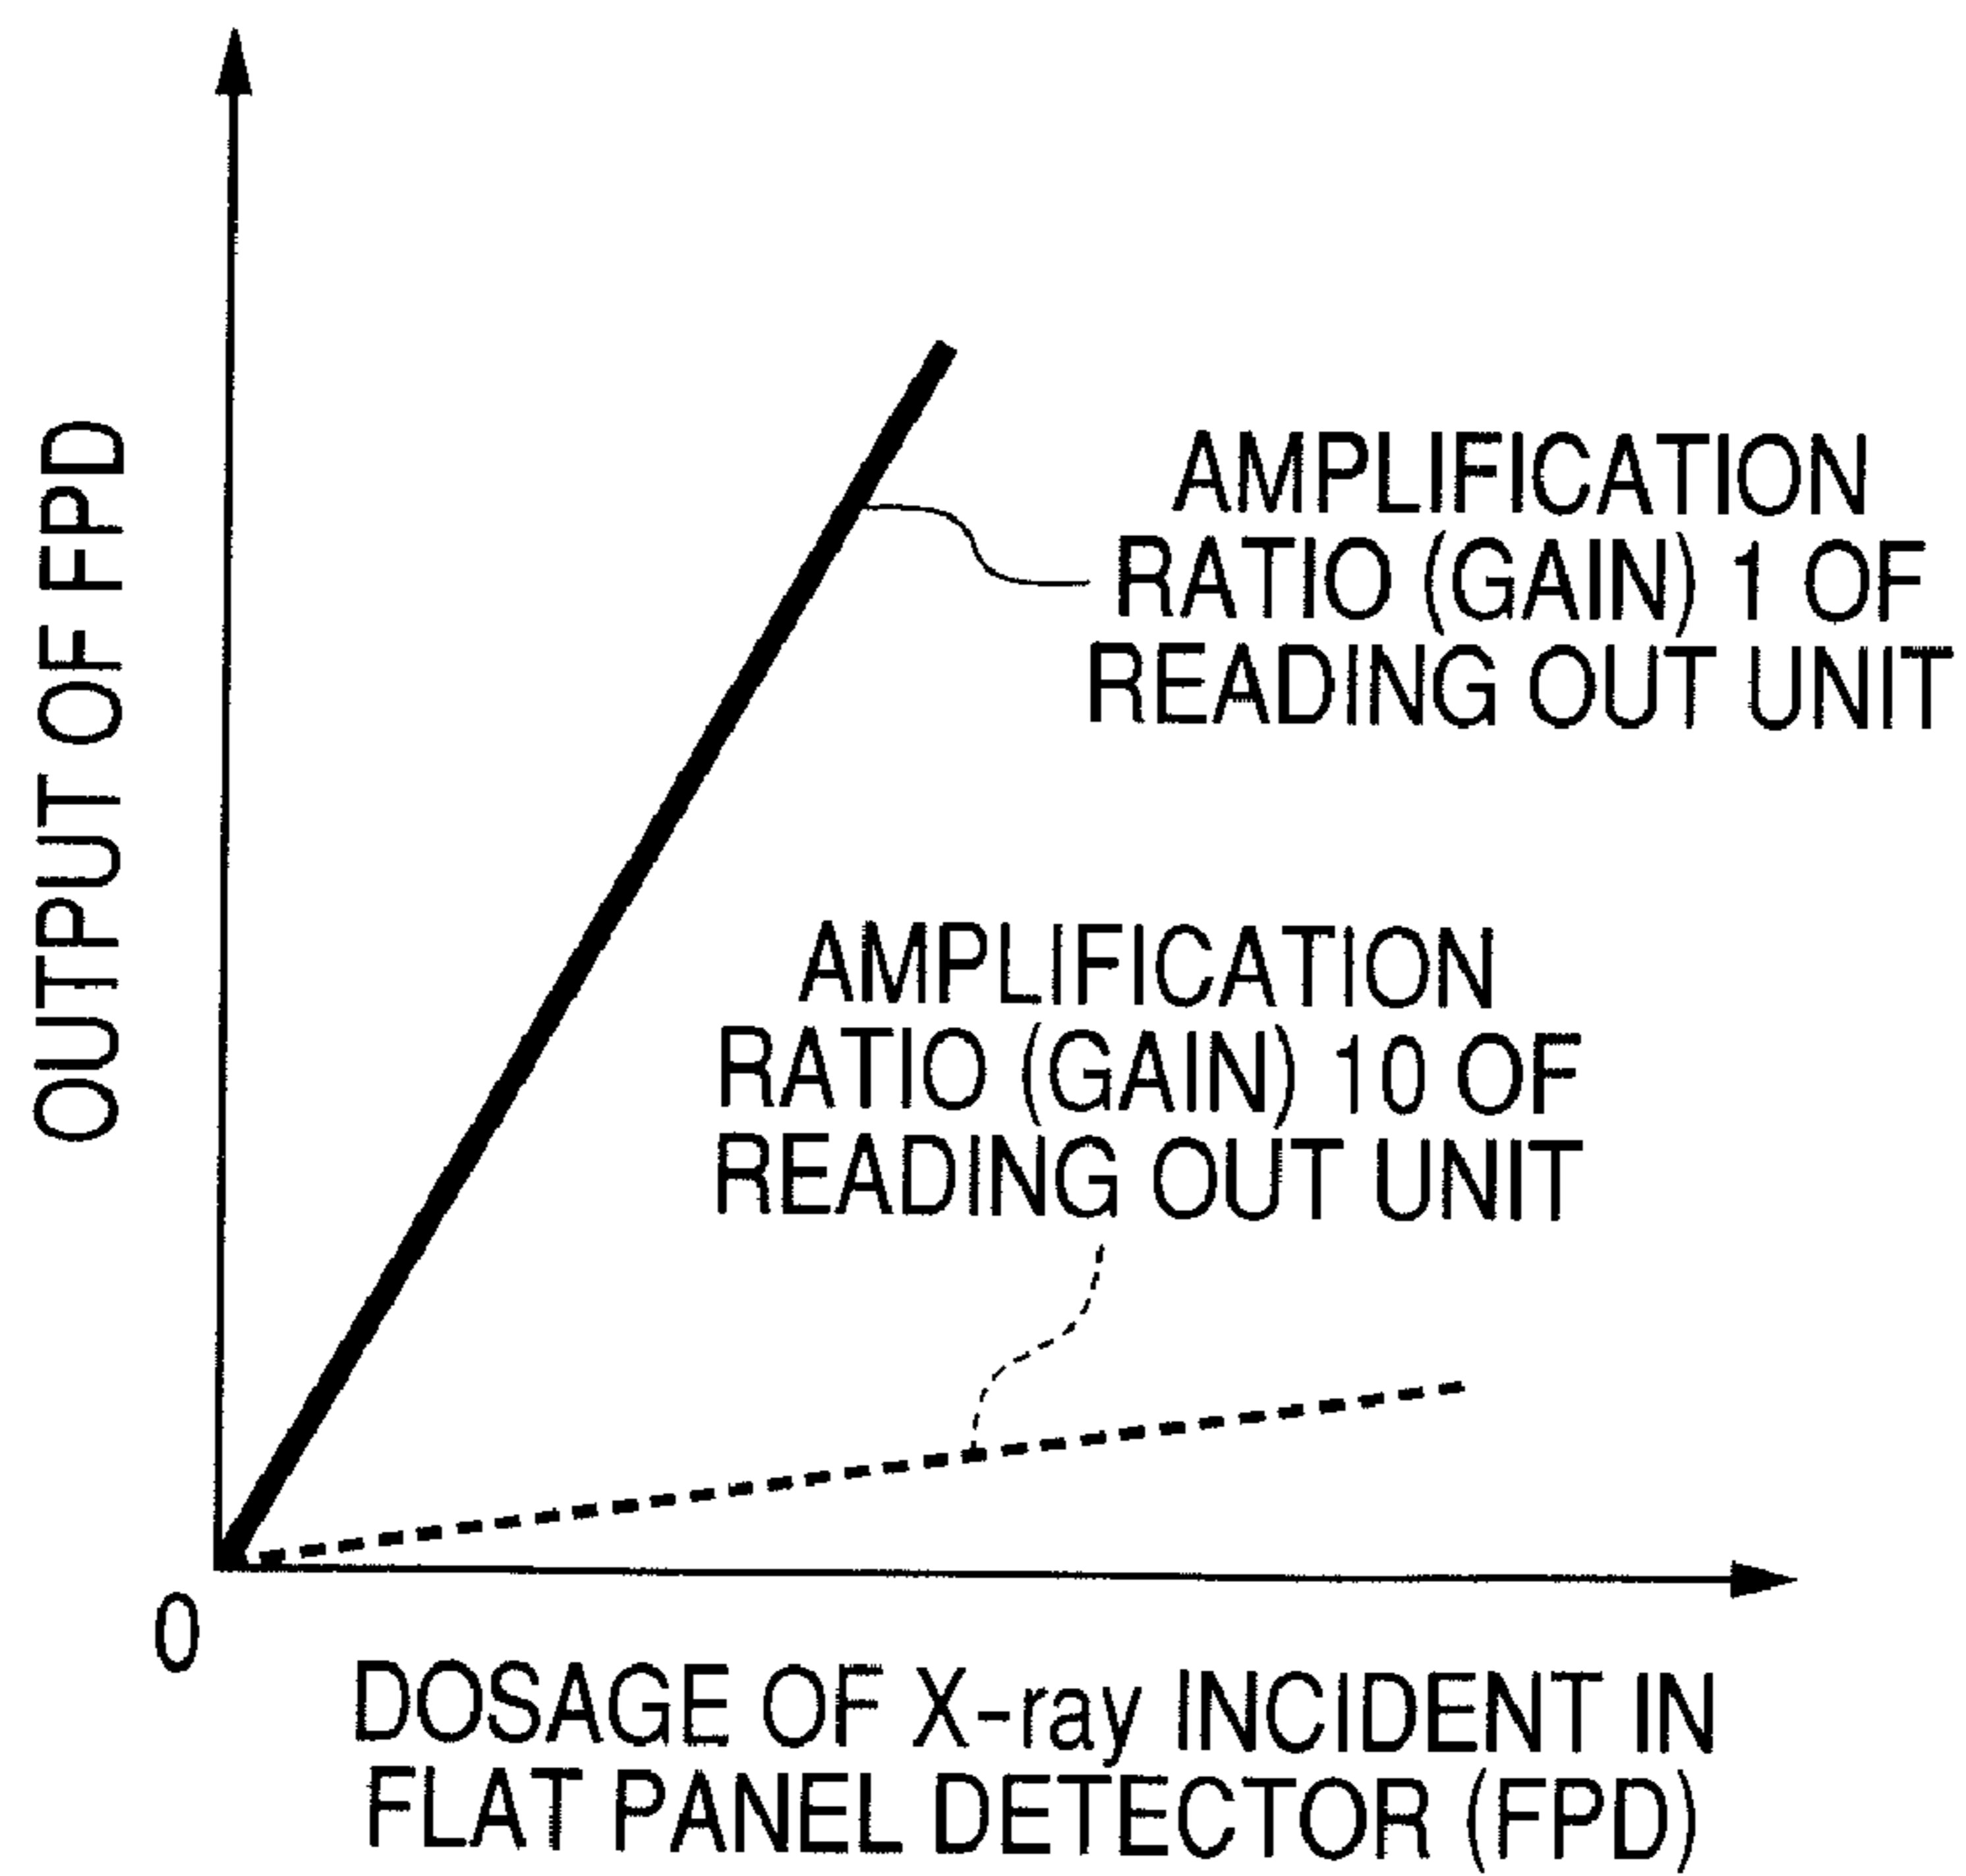 OUTPUT OF FPD
AMPLIFICATION
RATIO (GAIN) 1 OF
READING OUT UNIT
AMPLIFICATION
RATIO (GAIN) 10 OF
READING OUT UNIT
0
DOSAGE OF X-ray INCIDENT IN
FLAT PANEL DETECTOR (FPD)